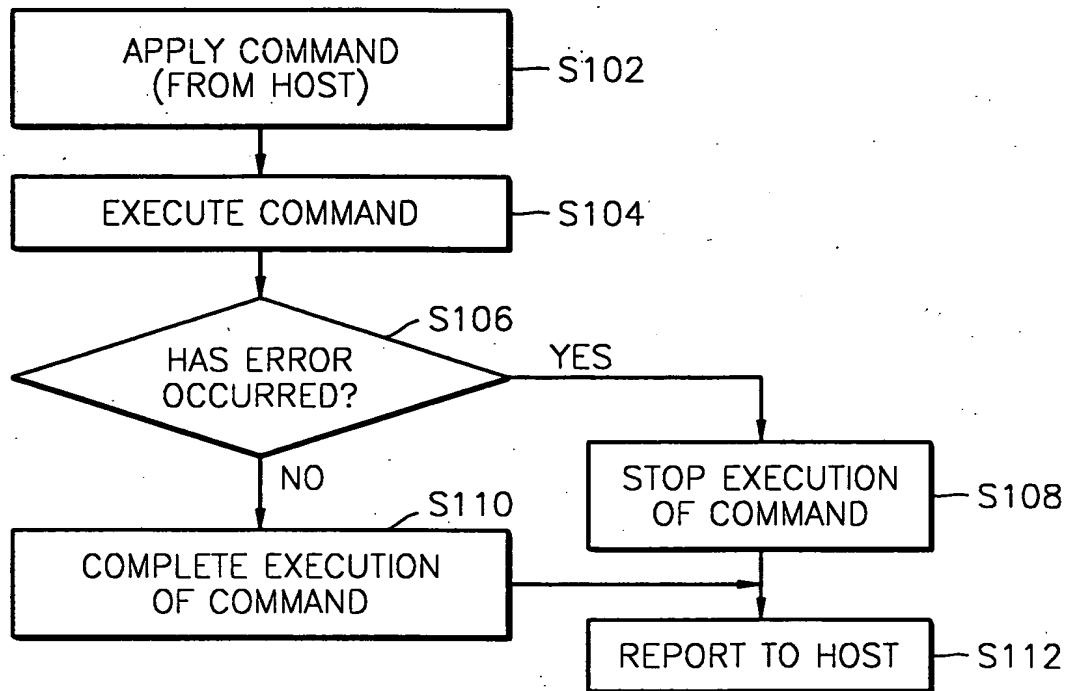 APPLY COMMAND
(FROM HOST)
S102
EXECUTE COMMAND
S104
S106
HAS ERROR
OCCURRED?
YES
NO
STOP EXECUTION
OF COMMAND
S108
S110
COMPLETE EXECUTION
OF COMMAND
REPORT TO HOST
S112